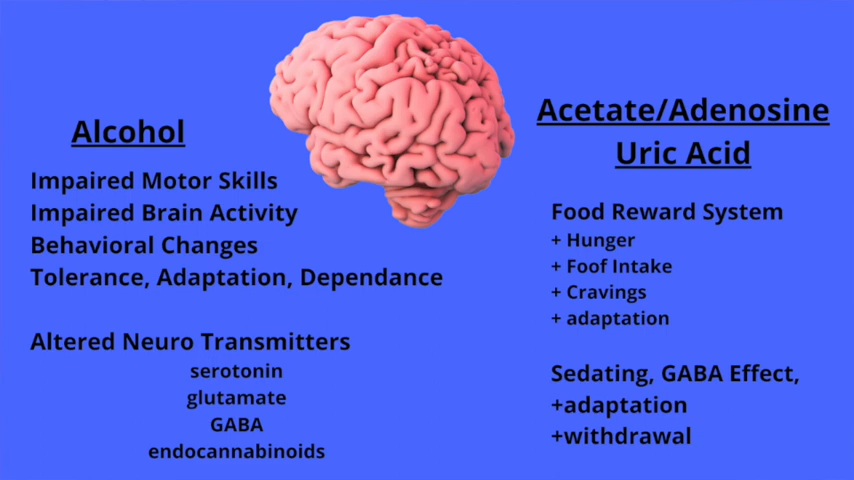 Alcohol
Impaired Motor Skills
Impaired Brain Activity
Behavioral Changes
Tolerance, Adaptation, Dependance
Altered Neuro Transmitters
serotonin
glutamate
GABA
endocannabinoids
Acetate/Adenosine
Uric Acid
Food Reward System
+ Hunger
+ Foof Intake
+ Cravings
+ adaptation
Sedating, GABA Effect,
+adaptation
+withdrawal